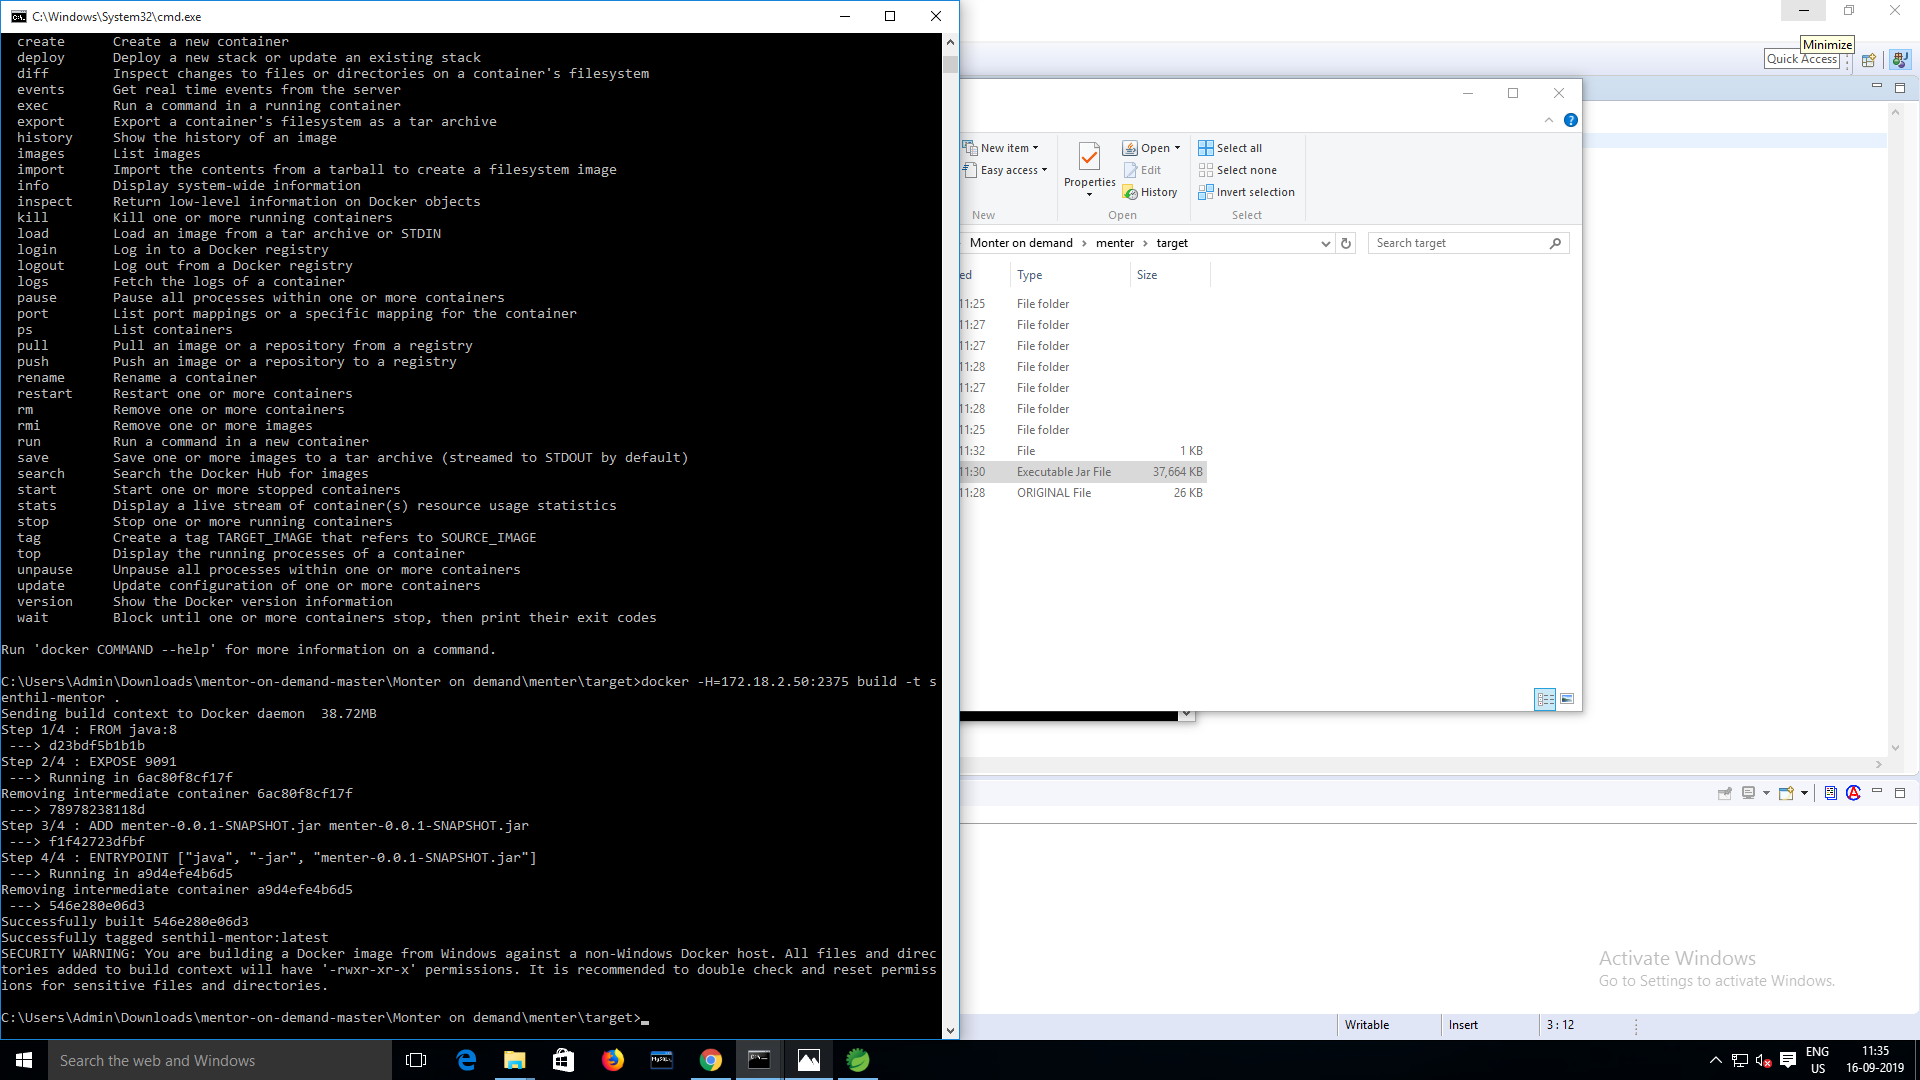 C:\Windows\System32\cmd.exe
create Create a new container
deploy Deploy a new stack or update an existing stack
diff Inspect changes to files or directories on a container's filesystem
events Get real time events from the server
exec Run a command in a running container
export Export a container's filesystem as a tar archive
history Show the history of an image
images List images
import Import the contents from a tarball to create a filesystem image
info Display system-wide information
inspect Return low-level information on Docker objects
kill Kill one or more running containers
load Load an image from a tar archive or STDIN
login Log in to a Docker registry
logout Log out from a Docker registry
logs Fetch the logs of a container
pause Pause all processes within one or more containers
port List port mappings or a specific mapping for the container
ps List containers
pull Pull an image or a repository from a registry
push Push an image or a repository to a registry
rename Rename a container
restart Restart one or more containers
rm Remove one or more containers
rmi Remove one or more images
run Run a command in a new container
save Save one or more images to a tar archive (streamed to STDOUT by default)
search Search the Docker Hub for images
start Start one or more stopped containers
stats Display a live stream of container(s) resource usage statistics
stop Stop one or more running containers
tag Create a tag TARGET_IMAGE that refers to SOURCE_IMAGE
top Display the running processes of a container
unpause Unpause all processes within one or more containers
update Update configuration of one or more containers
version Show the Docker version information
wait Block until one or more containers stop, then print their exit codes
Run 'docker COMMAND --help' for more information on a command.
C:\Users\Admin\Downloads\mentor-on-demand-master\Monter on demand\menter\target>docker -H=172.18.2.50:2375 build -t s
enthil-mentor .
Sending build context to Docker daemon 38.72MB
Step 1/4 : FROM java:8
---> d23bdf5b1b1b
Step 2/4 : EXPOSE 9091
---> Running in 6ac80f8cf17f
Removing intermediate container 6ac80f8cf17f
---> 78978238118d
Step 3/4 : ADD menter-0.0.1-SNAPSHOT.jar menter-0.0.1-SNAPSHOT.jar
---> f1f42723dfbf
Step 4/4 : ENTRYPOINT ["java", "-jar", "menter-0.0.1-SNAPSHOT.jar"]
---> Running in a9d4efe4b6d5
Removing intermediate container a9d4efe4b6d5
---> 546e280e06d3
Successfully built 546e280e06d3
Successfully tagged senthil-mentor:latest
SECURITY WARNING: You are building a Docker image from Windows against a non-Windows Docker host. All files and direc
tories added to build context will have '-rwxr-xr-x' permissions. It is recommended to double check and reset permiss
ions for sensitive files and directories.
C:\Users\Admin\Downloads\mentor-on-demand-master\Monter on demand\menter\target>
Minimize
Quick Access
New item Open Select all
Easy access Edit Select none
Properties History Invert selection
New Open Select
Monter on demand > menter > target Search target
ed Type Size
11:25 File folder
11:27 File folder
11:27 File folder
11:28 File folder
11:27 File folder
11:28 File folder
11:25 File folder
11:32 File 1 KB
11:30 Executable Jar File 37,664 KB
11:28 ORIGINAL File 26 KB
Activate Windows
Go to Settings to activate Windows.
Writable Insert 3 : 12
Search the web and Windows
MySQL
ENG
US
11:35
16-09-2019